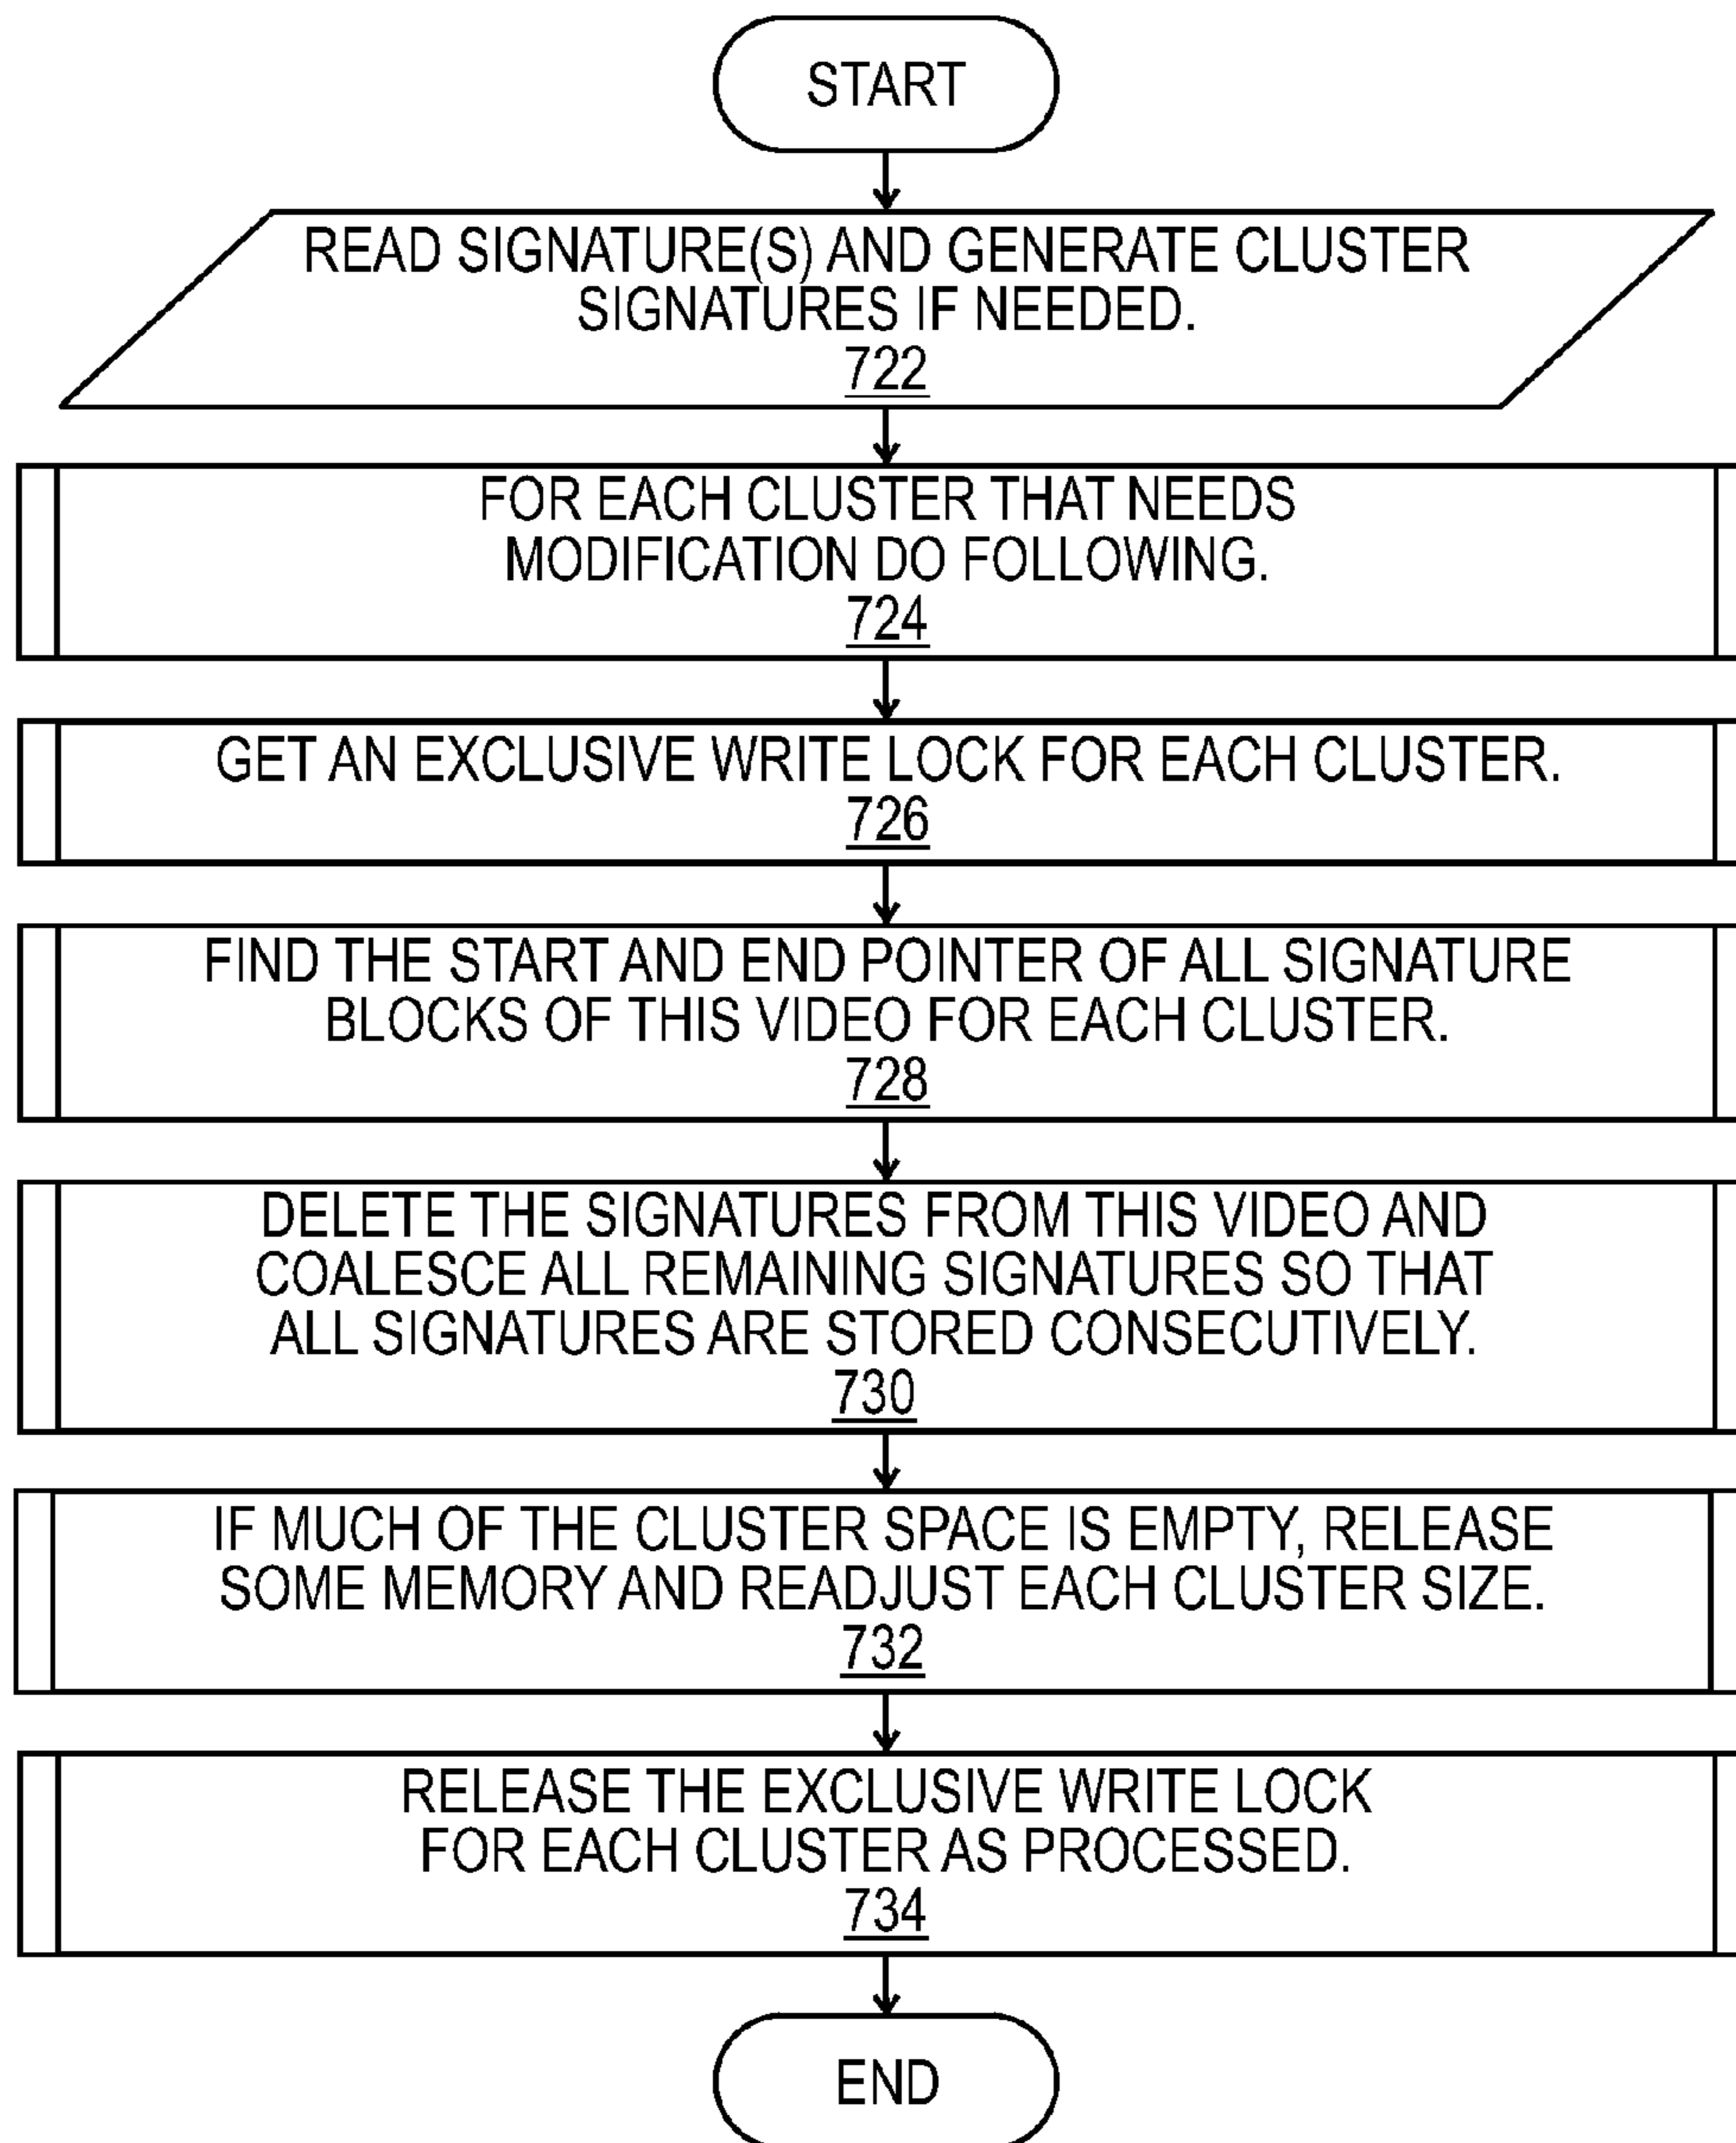 START
READ SIGNATURE(S) AND GENERATE CLUSTER
SIGNATURES IF NEEDED.
722
FOR EACH CLUSTER THAT NEEDS
MODIFICATION DO FOLLOWING.
724
GET AN EXCLUSIVE WRITE LOCK FOR EACH CLUSTER.
726
FIND THE START AND END POINTER OF ALL SIGNATURE
BLOCKS OF THIS VIDEO FOR EACH CLUSTER.
728
DELETE THE SIGNATURES FROM THIS VIDEO AND
COALESCE ALL REMAINING SIGNATURES SO THAT
ALL SIGNATURES ARE STORED CONSECUTIVELY.
730
IF MUCH OF THE CLUSTER SPACE IS EMPTY, RELEASE
SOME MEMORY AND READJUST EACH CLUSTER SIZE.
732
RELEASE THE EXCLUSIVE WRITE LOCK
FOR EACH CLUSTER AS PROCESSED.
734
END